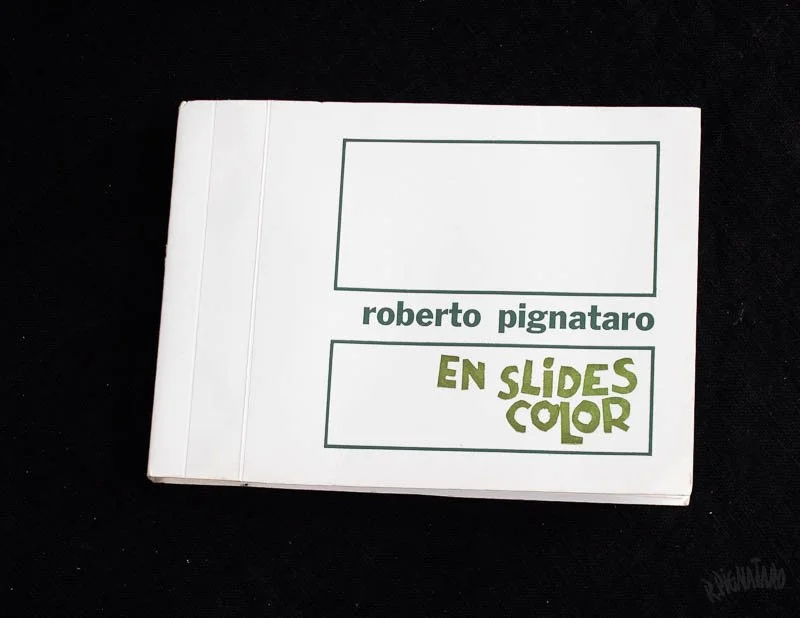 roberto pignataro
EN SLIDES
COLOR
R.PIGNATARO